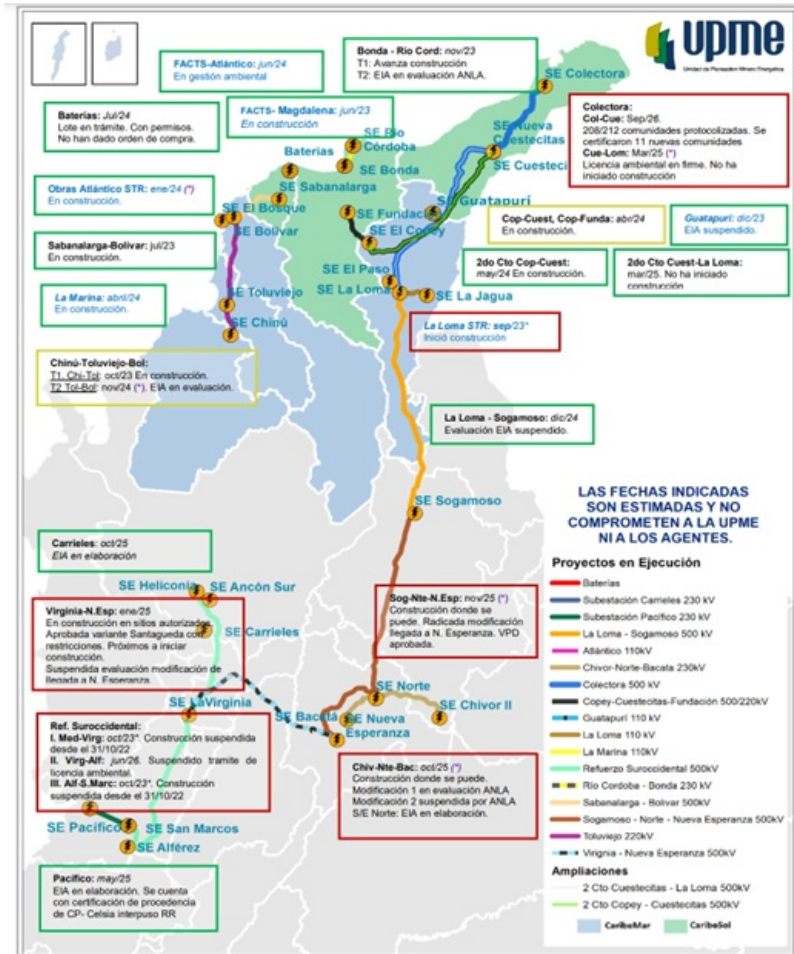 upme
Unidad de Planeación Minero Energética
FACTS-Atlántico: jun/24
En gestión ambiental
Bonda - Río Cord: nov/23
T1: Avanza construcción
T2: EIA en evaluación ANLA.
SE Colectora
Baterías: Jul/24
Lote en trámite. Con permisos.
No han dado orden de compra.
FACTS- Magdalena: jun/23
En construcción
Colectora:
Col-Cue: Sep/26.
208/212 comunidades protocolizadas. Se
certificaron 11 nuevas comunidades
Cue-Lom: Mar/25 (*)
Licencia ambiental en firme. No ha
iniciado construcción
SE Río
Córdoba
SE Nueva
Cuestecitas
Baterías
SE Bonda
SE Cuesteci
Obras Atlántico STR: ene/24 (*)
En construcción.
SE Sabanalarga
SE Guatapurí
SE El Bosque
SE Bolívar
SE Fundación
SE El Copey
Cop-Cuest, Cop-Funda: abr/24
En construcción.
Guatapurí: dic/23
EIA suspendido.
Sabanalarga-Bolívar: jul/23
En construcción.
2do Cto Cop-Cuest:
may/24 En construcción.
2do Cto Cuest-La Loma:
mar/25. No ha iniciado
construcción
SE El Paso
SE La Loma
SE La Jagua
La Marina: abril/24
En construcción.
SE Toluviejo
SE Chinú
La Loma STR: sep/23*
Inició construcción
Chinú-Toluviejo-Bol:
T1. Chi-Tol: oct/23 En construcción.
T2 Tol-Bol: nov/24 (*). EIA en evaluación.
La Loma - Sogamoso: dic/24
Evaluación EIA suspendido.
SE Sogamoso
LAS FECHAS INDICADAS
SON ESTIMADAS Y NO
COMPROMETEN A LA UPME
NI A LOS AGENTES.
Carrieles: oct/25
EIA en elaboración
SE Heliconia
SE Ancón Sur
Virginia-N.Esp: ene/25
En construcción en sitios autorizados
Aprobada variante Santagueda con
restricciones. Próximos a iniciar
construcción.
Suspendida evaluación modificación de
llegada a N. Esperanza.
SE Carrieles
Sog-Nte-N.Esp: nov/25 (*)
Construcción donde se
puede. Radicada modificación
llegada a N. Esperanza. VPD
aprobada.
SE LaVirginia
SE Norte
SE Bacatá
SE Nueva
Esperanza
SE Chivor II
Ref. Suroccidental:
I. Med-Virg: oct/23*. Construcción suspendida
desde el 31/10/22
II. Virg-Alf: jun/26. Suspendido tramite de
licencia ambiental.
III. Alf-S.Marc: oct/23*. Construcción
suspendida desde el 31/10/22
Chiv-Nte-Bac: oct/25 (*)
Construcción donde se puede.
Modificación 1 en evaluación ANLA
Modificación 2 suspendida por ANLA
S/E Norte: EIA en elaboración.
SE Pacífico
SE San Marcos
SE Alférez
Pacífico: may/25
EIA en elaboración. Se cuenta
con certificación de procedencia
de CP- Celsia interpuso RR
Proyectos en Ejecución
Baterías
Subestación Carrieles 230 kV
Subestación Pacífico 230 kV
La Loma - Sogamoso 500 kV
Atlántico 110kV
Chivor-Norte-Bacata 230kV
Colectora 500 kV
Copey-Cuestecitas-Fundación 500/220kV
Guatapurí 110 kV
La Loma 110 kV
La Marina 110kV
Refuerzo Suroccidental 500kV
Río Cordoba - Bonda 230 kV
Sabanalarga - Bolivar 500kV
Sogamoso - Norte - Nueva Esperanza 500kV
Toluviejo 220kV
Virignia - Nueva Esperanza 500kV
Ampliaciones
2 Cto Cuestecitas - La Loma 500kV
2 Cto Copey - Cuestecitas 500kV
CaribeMar
CaribeSol